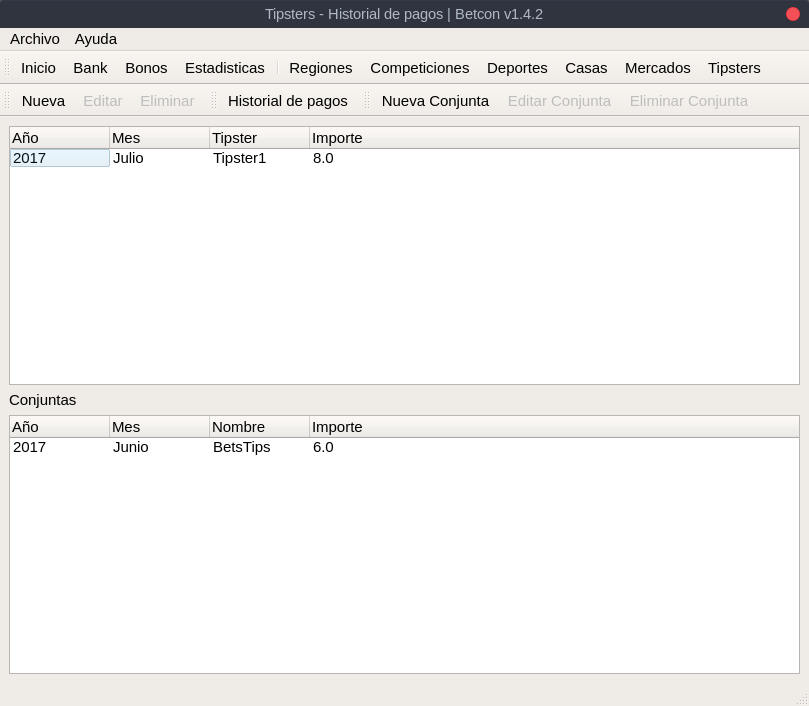 Tipsters - Historial de pagos | Betcon v1.4.2
Archivo Ayuda
Inicio Bank Bonos Estadisticas Regiones Competiciones Deportes Casas Mercados Tipsters
Nueva Editar Eliminar Historial de pagos Nueva Conjunta Editar Conjunta Eliminar Conjunta
Año Mes Tipster Importe
2017 Julio Tipster1 8.0
Conjuntas
Año Mes Nombre Importe
2017 Junio BetsTips 6.0